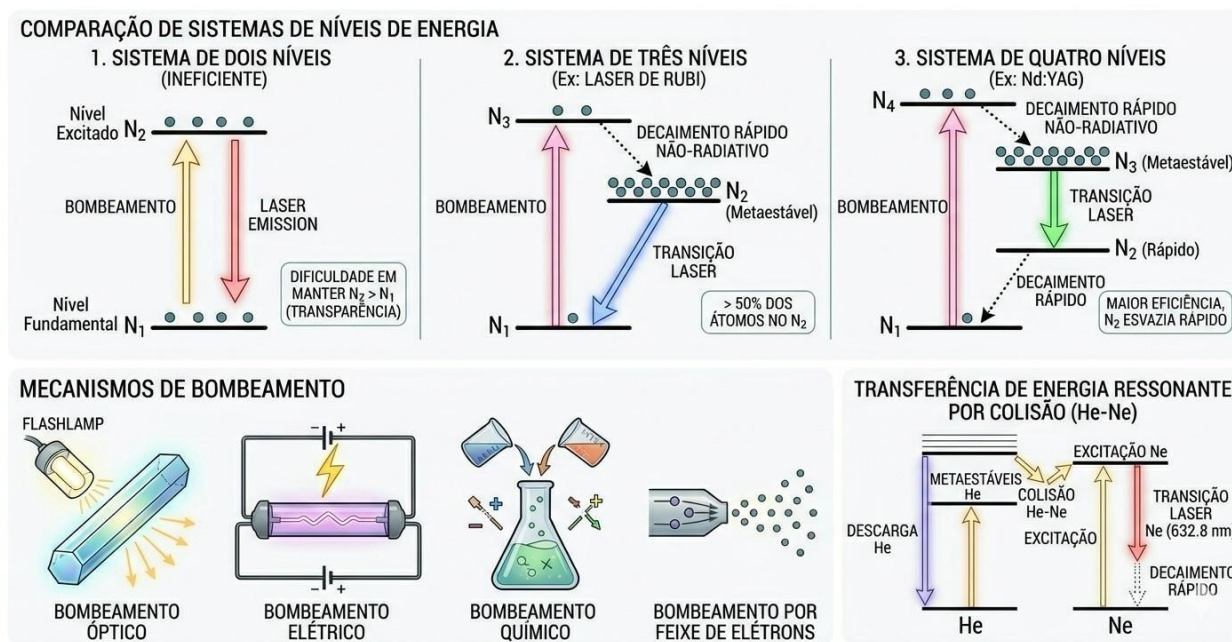 COMPARAÇÃO DE SISTEMAS DE NÍVEIS DE ENERGIA
1. SISTEMA DE DOIS NÍVEIS
(INEFICIENTE)
Nível
Excitado N₂
BOMBEAMENTO
LASER
EMISSION
DIFICULDADE EM
MANTER N₂ > N₁
(TRANSPARÊNCIA)
Nível
Fundamental N₁
2. SISTEMA DE TRÊS NÍVEIS
(Ex: LASER DE RUBI)
N₃
DECAIMENTO RÁPIDO
NÃO-RADIATIVO
N₂
(Metaestável)
BOMBEAMENTO
TRANSIÇÃO
LASER
> 50% DOS
ÁTOMOS NO N₂
N₁
3. SISTEMA DE QUATRO NÍVEIS
(Ex: Nd:YAG)
N₄
DECAIMENTO RÁPIDO
NÃO-RADIATIVO
N₃ (Metaestável)
BOMBEAMENTO
TRANSIÇÃO
LASER
N₂ (Rápido)
DECAIMENTO
RÁPIDO
MAIOR EFICIÊNCIA,
N₂ ESVAZIA RÁPIDO
N₁
MECANISMOS DE BOMBEAMENTO
FLASHLAMP
BOMBEAMENTO
ÓPTICO
− +
− +
BOMBEAMENTO
ELÉTRICO
BOMBEAMENTO
QUÍMICO
BOMBEAMENTO POR
FEIXE DE ELÉTRONS
TRANSFERÊNCIA DE ENERGIA RESSONANTE
POR COLISÃO (He-Ne)
EXCITAÇÃO Ne
METAESTÁVEIS
He
COLISÃO
He-Ne
TRANSIÇÃO
LASER
Ne (632.8 nm
DESCARGA
He
EXCITAÇÃO
DECAIMENTO
RÁPIDO
He
Ne